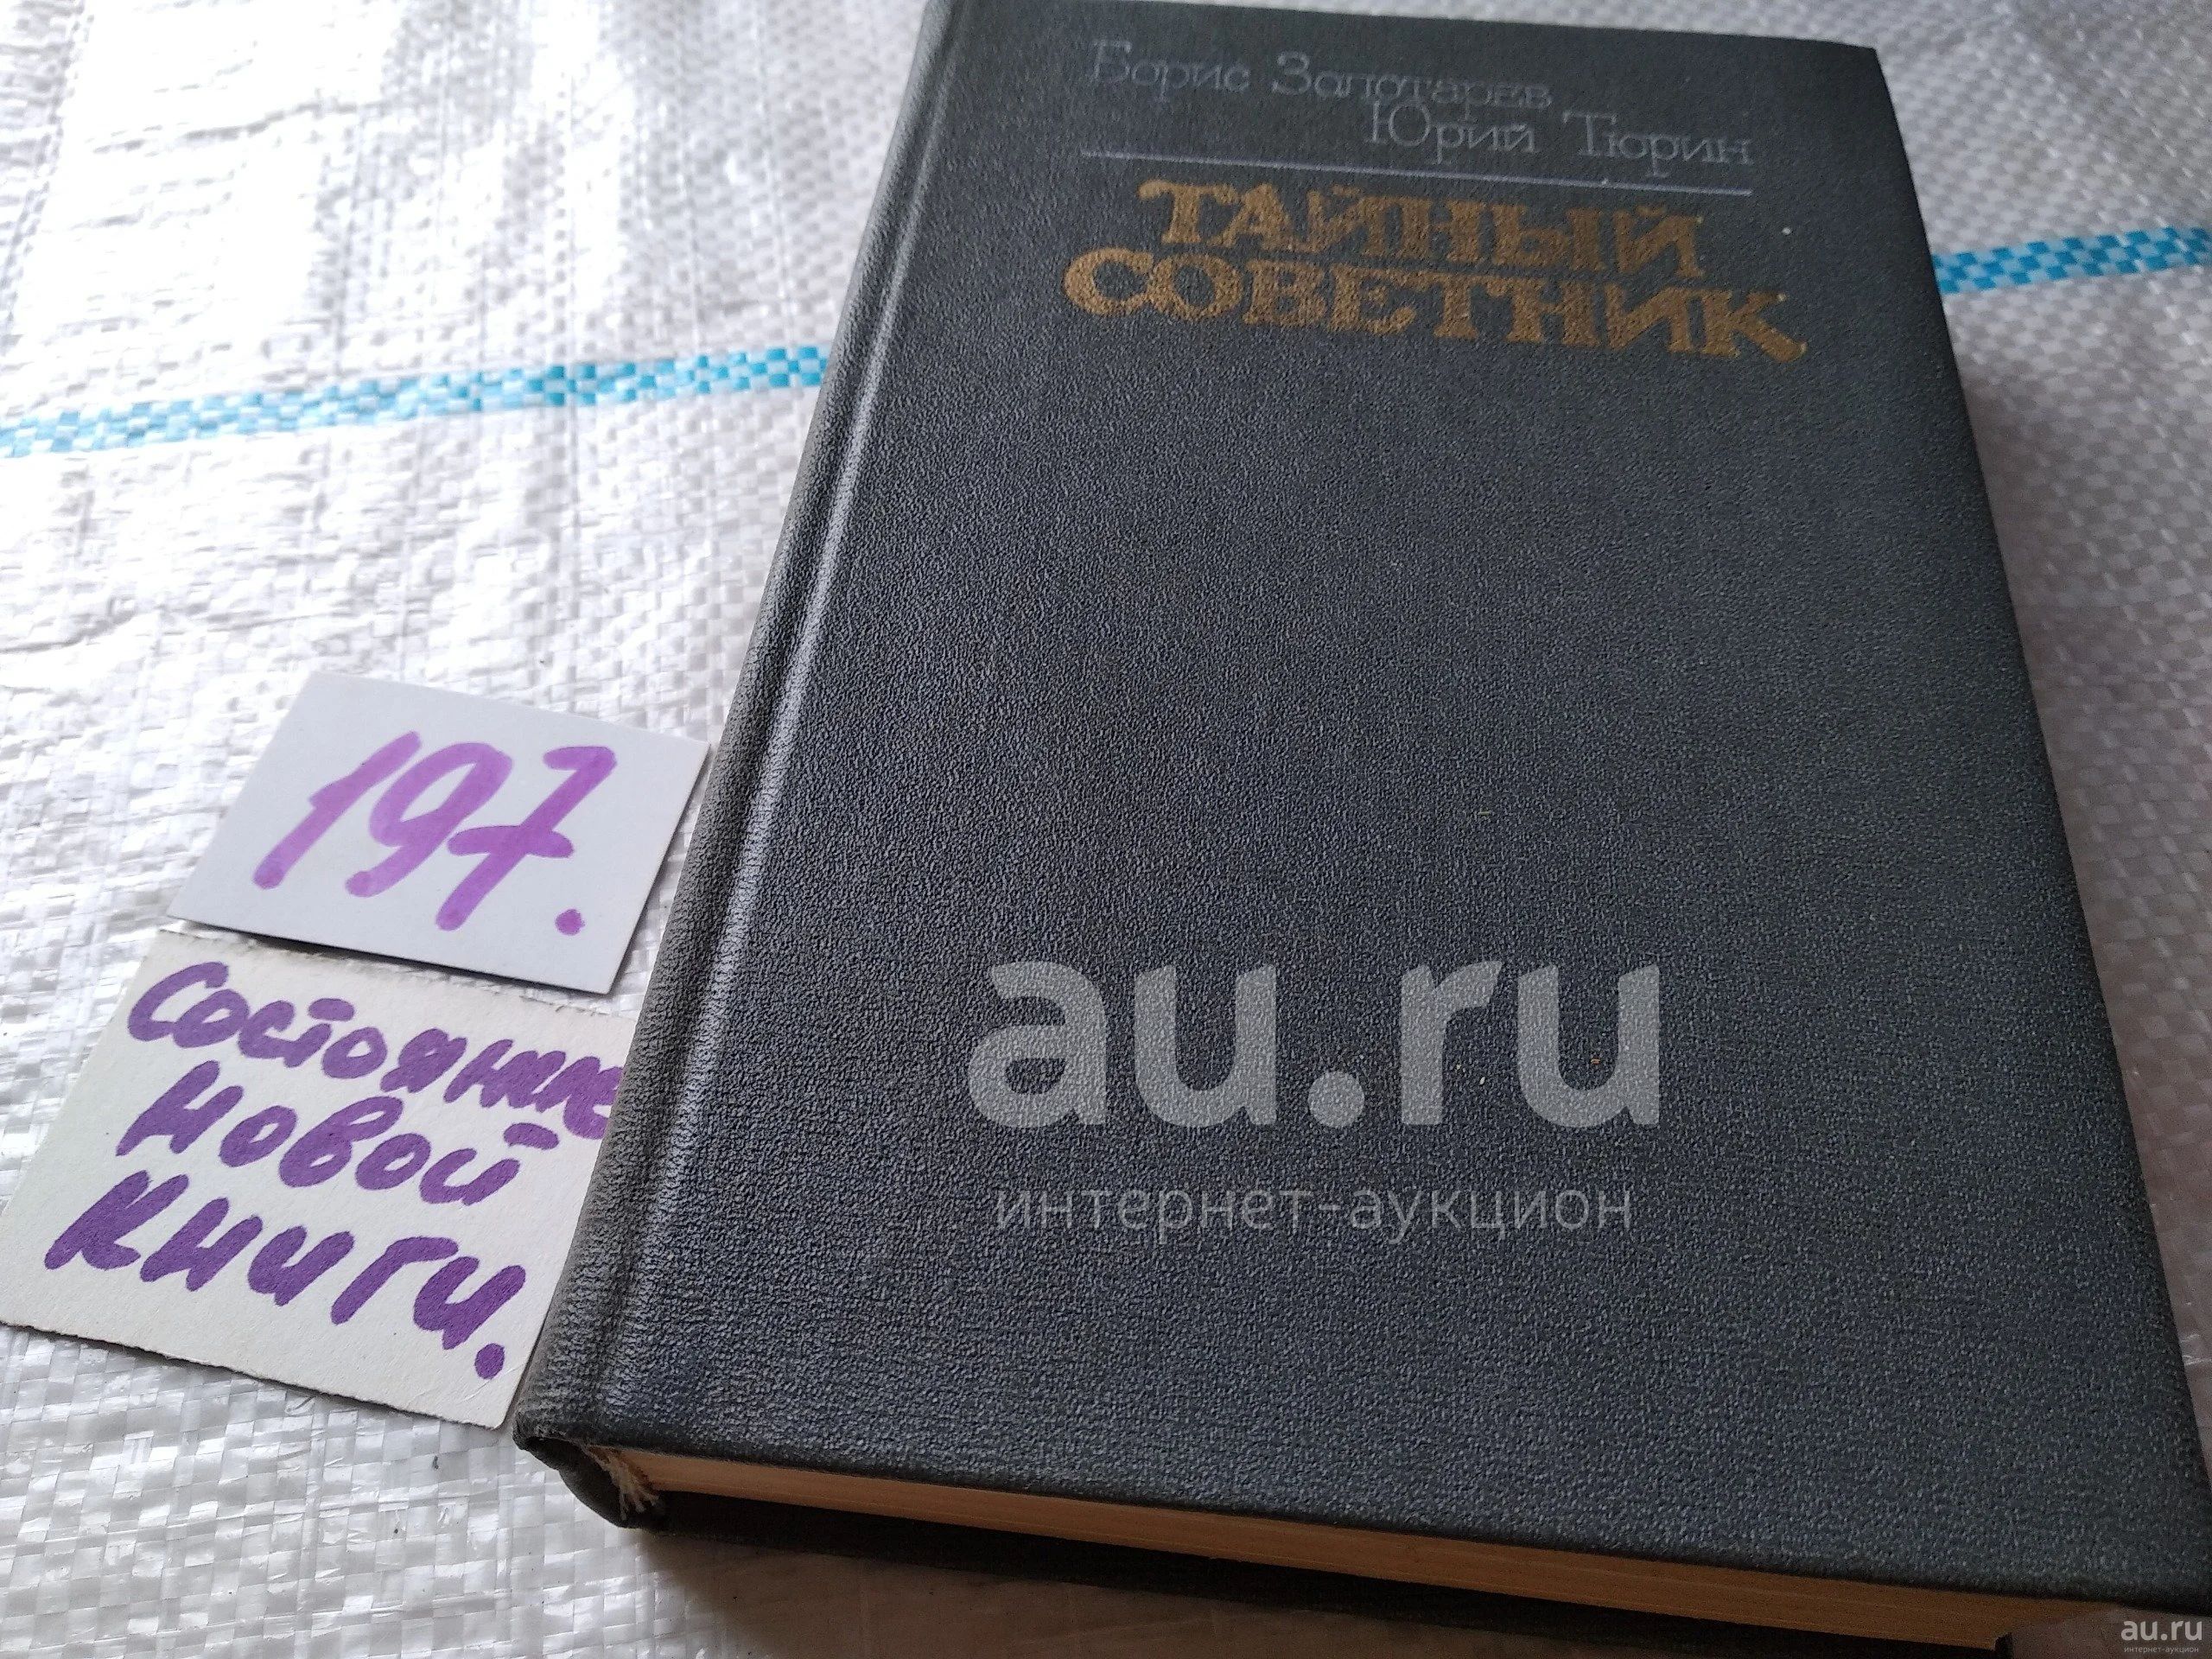 Борис Золотарев
Юрий Тюрин
ТАЙНЫЙ
СОВЕТНИК
197.
Состояние
новой
книги.
au.ru
интернет-аукцион
au.ru
интернет-аукцион